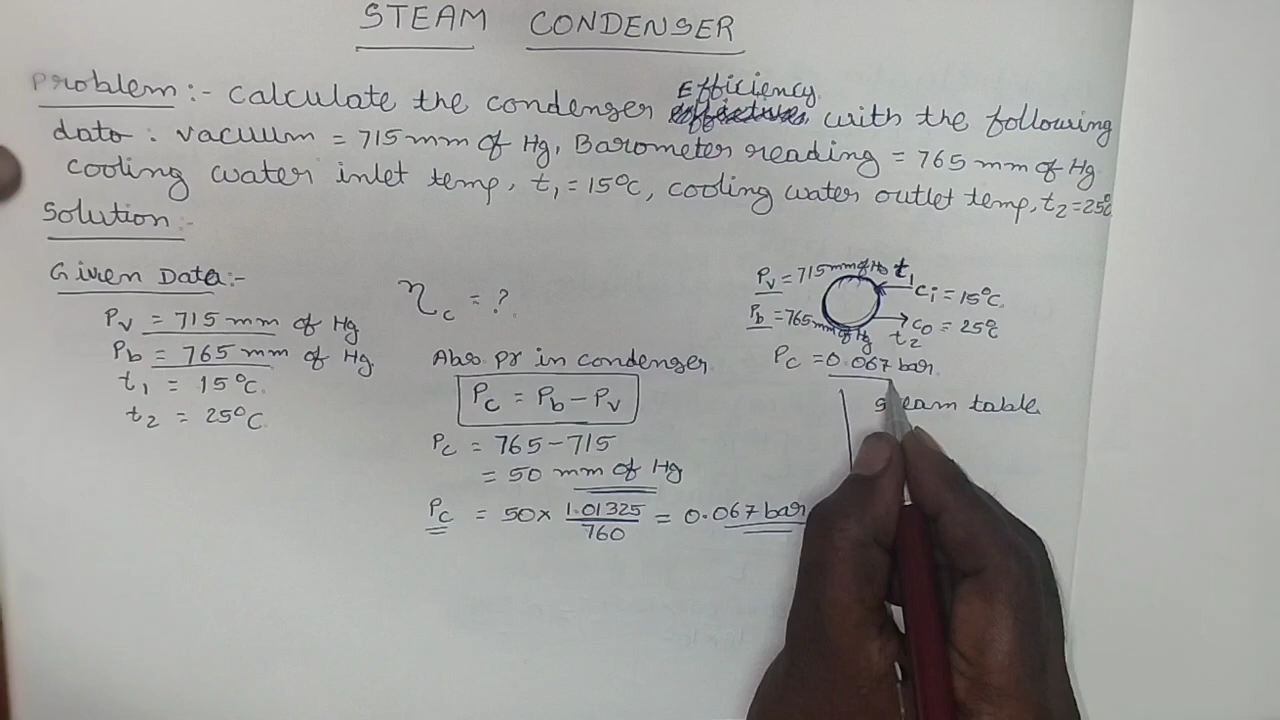 STEAM CONDENSER
Problem:- Calculate the condenser Efficiency with the following
data: vacuum = 715 mm of Hg, Barometer reading = 765 mm of Hg
cooling water inlet temp, t₁ = 15°C, cooling water outlet temp, t₂ = 25°C
Solution:-
Given Data:-
Pv = 715 mm of Hg
Pb = 765 mm of Hg
t₁ = 15°C.
t₂ = 25°C.
ηc = ?
Abs. pr in condenser
Pc = Pb - Pv
Pc = 765 - 715
= 50 mm of Hg
Pc = 50 × 1.01325/760 = 0.067 bar
Pv = 715 mm of Hg t₁
Ci = 15°C.
Pb = 765 mm of Hg
Co = 25°C
t₂
Pc = 0.067 bar
table